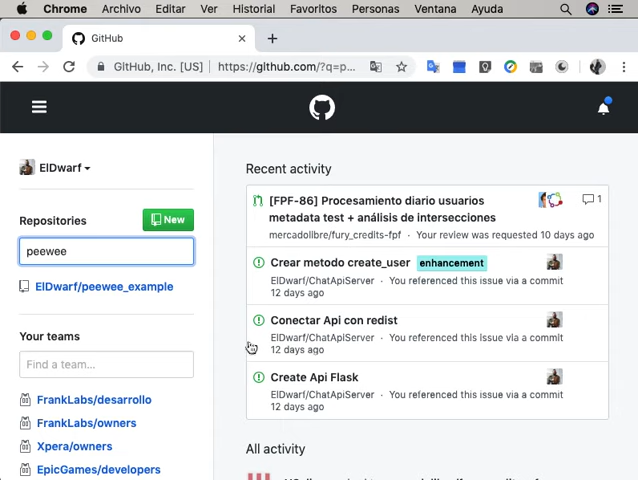 Chrome Archivo Editar Ver Historial Favoritos Personas Ventana Ayuda
GitHub
GitHub, Inc. [US] https://github.com/?q=p...
ElDwarf
Repositories
New
peewee
ElDwarf/peewee_example
Your teams
Find a team…
FrankLabs/desarrollo
FrankLabs/owners
Xpera/owners
EpicGames/developers
Recent activity
[FPF-86] Procesamiento diario usuarios
metadata test + análisis de intersecciones
1
mercadolibre/fury_credits-fpf · Your review was requested 10 days ago
Crear metodo create_user enhancement
ElDwarf/ChatApiServer · You referenced this issue via a commit
12 days ago
Conectar Api con redist
ElDwarf/ChatApiServer · You referenced this issue via a commit
12 days ago
Create Api Flask
ElDwarf/ChatApiServer · You referenced this issue via a commit
12 days ago
All activity